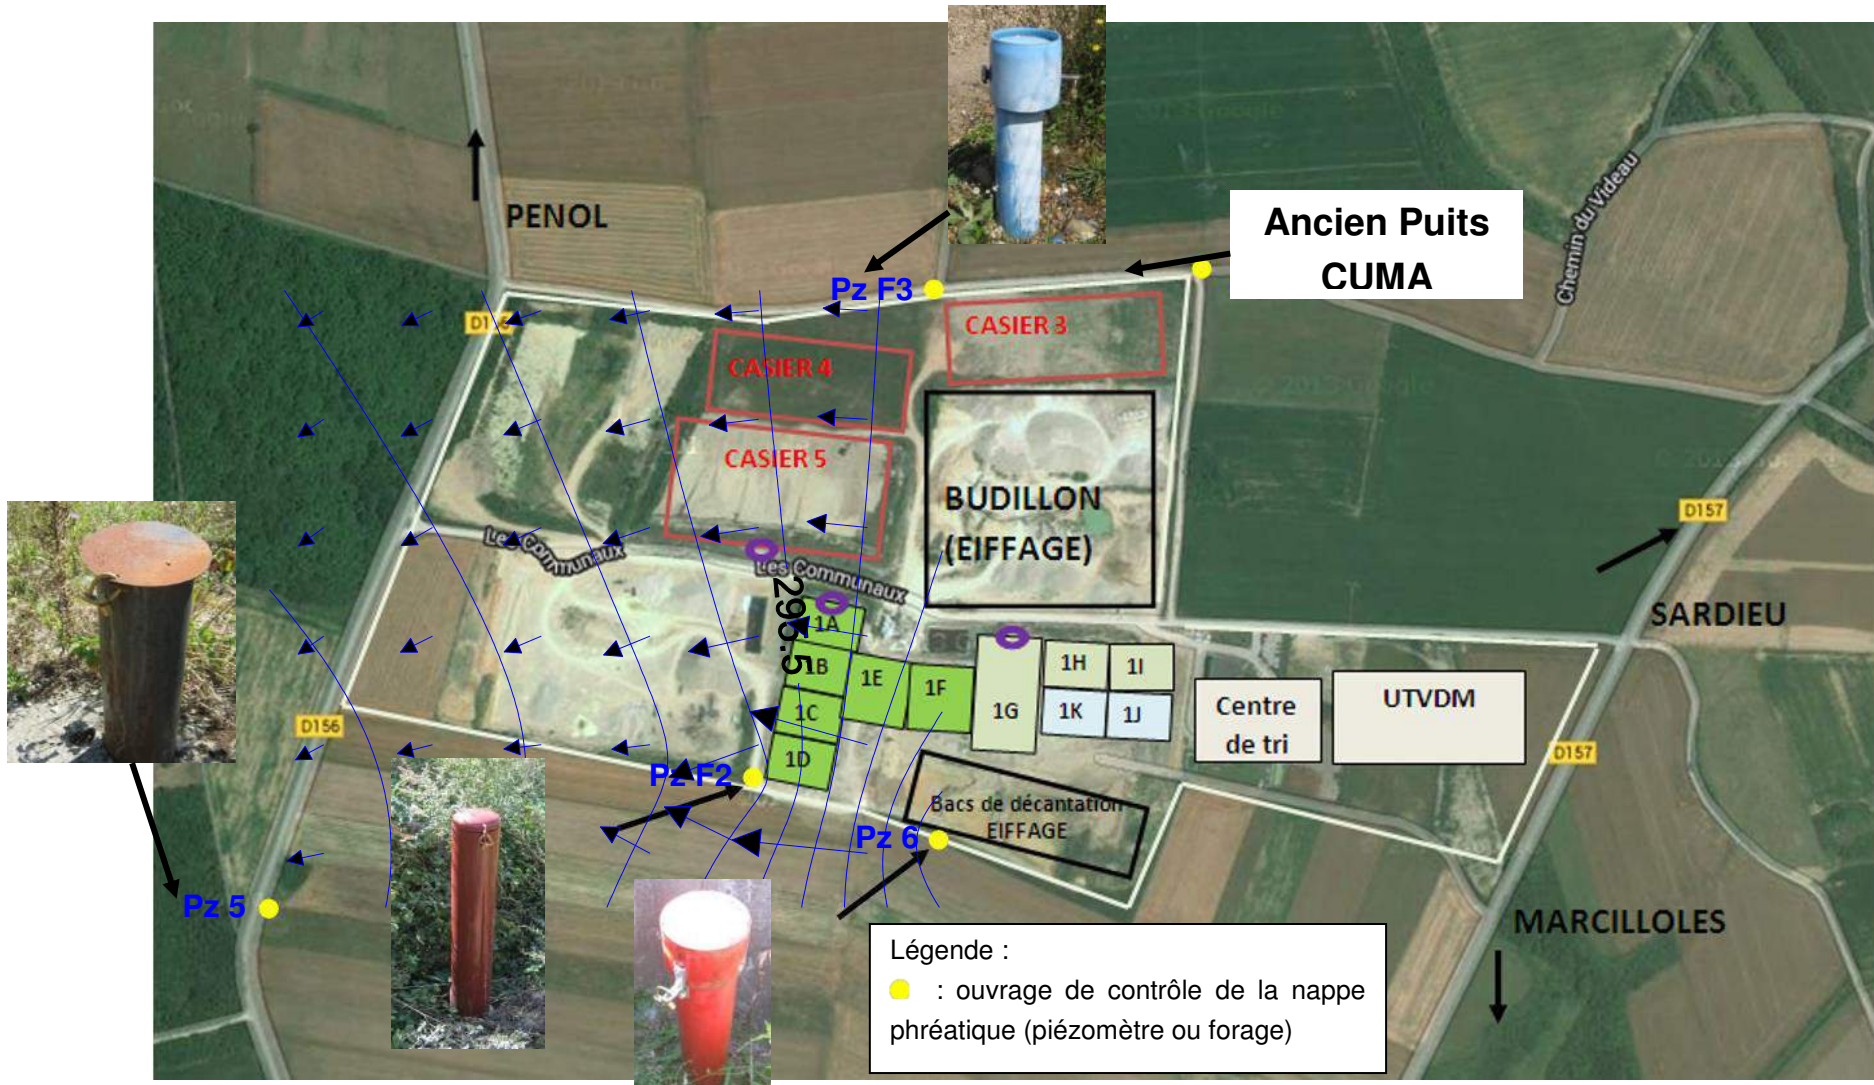 PENOL
Ancien Puits
CUMA
Chemin du Videau
Pz F3
D1
CASIER 3
CASIER 4
CASIER 5
BUDILLON
(EIFFAGE)
D157
Les Communaux
Les Communaux
295.5
SARDIEU
1A
1B
1C
1D
1E
1F
1G
1H
1I
1K
1J
Centre
de tri
UTVDM
D156
D157
Pz F2
Bacs de décantation
EIFFAGE
Pz 6
Pz 5
MARCILLOLES
Légende :
: ouvrage de contrôle de la nappe
phréatique (piézomètre ou forage)